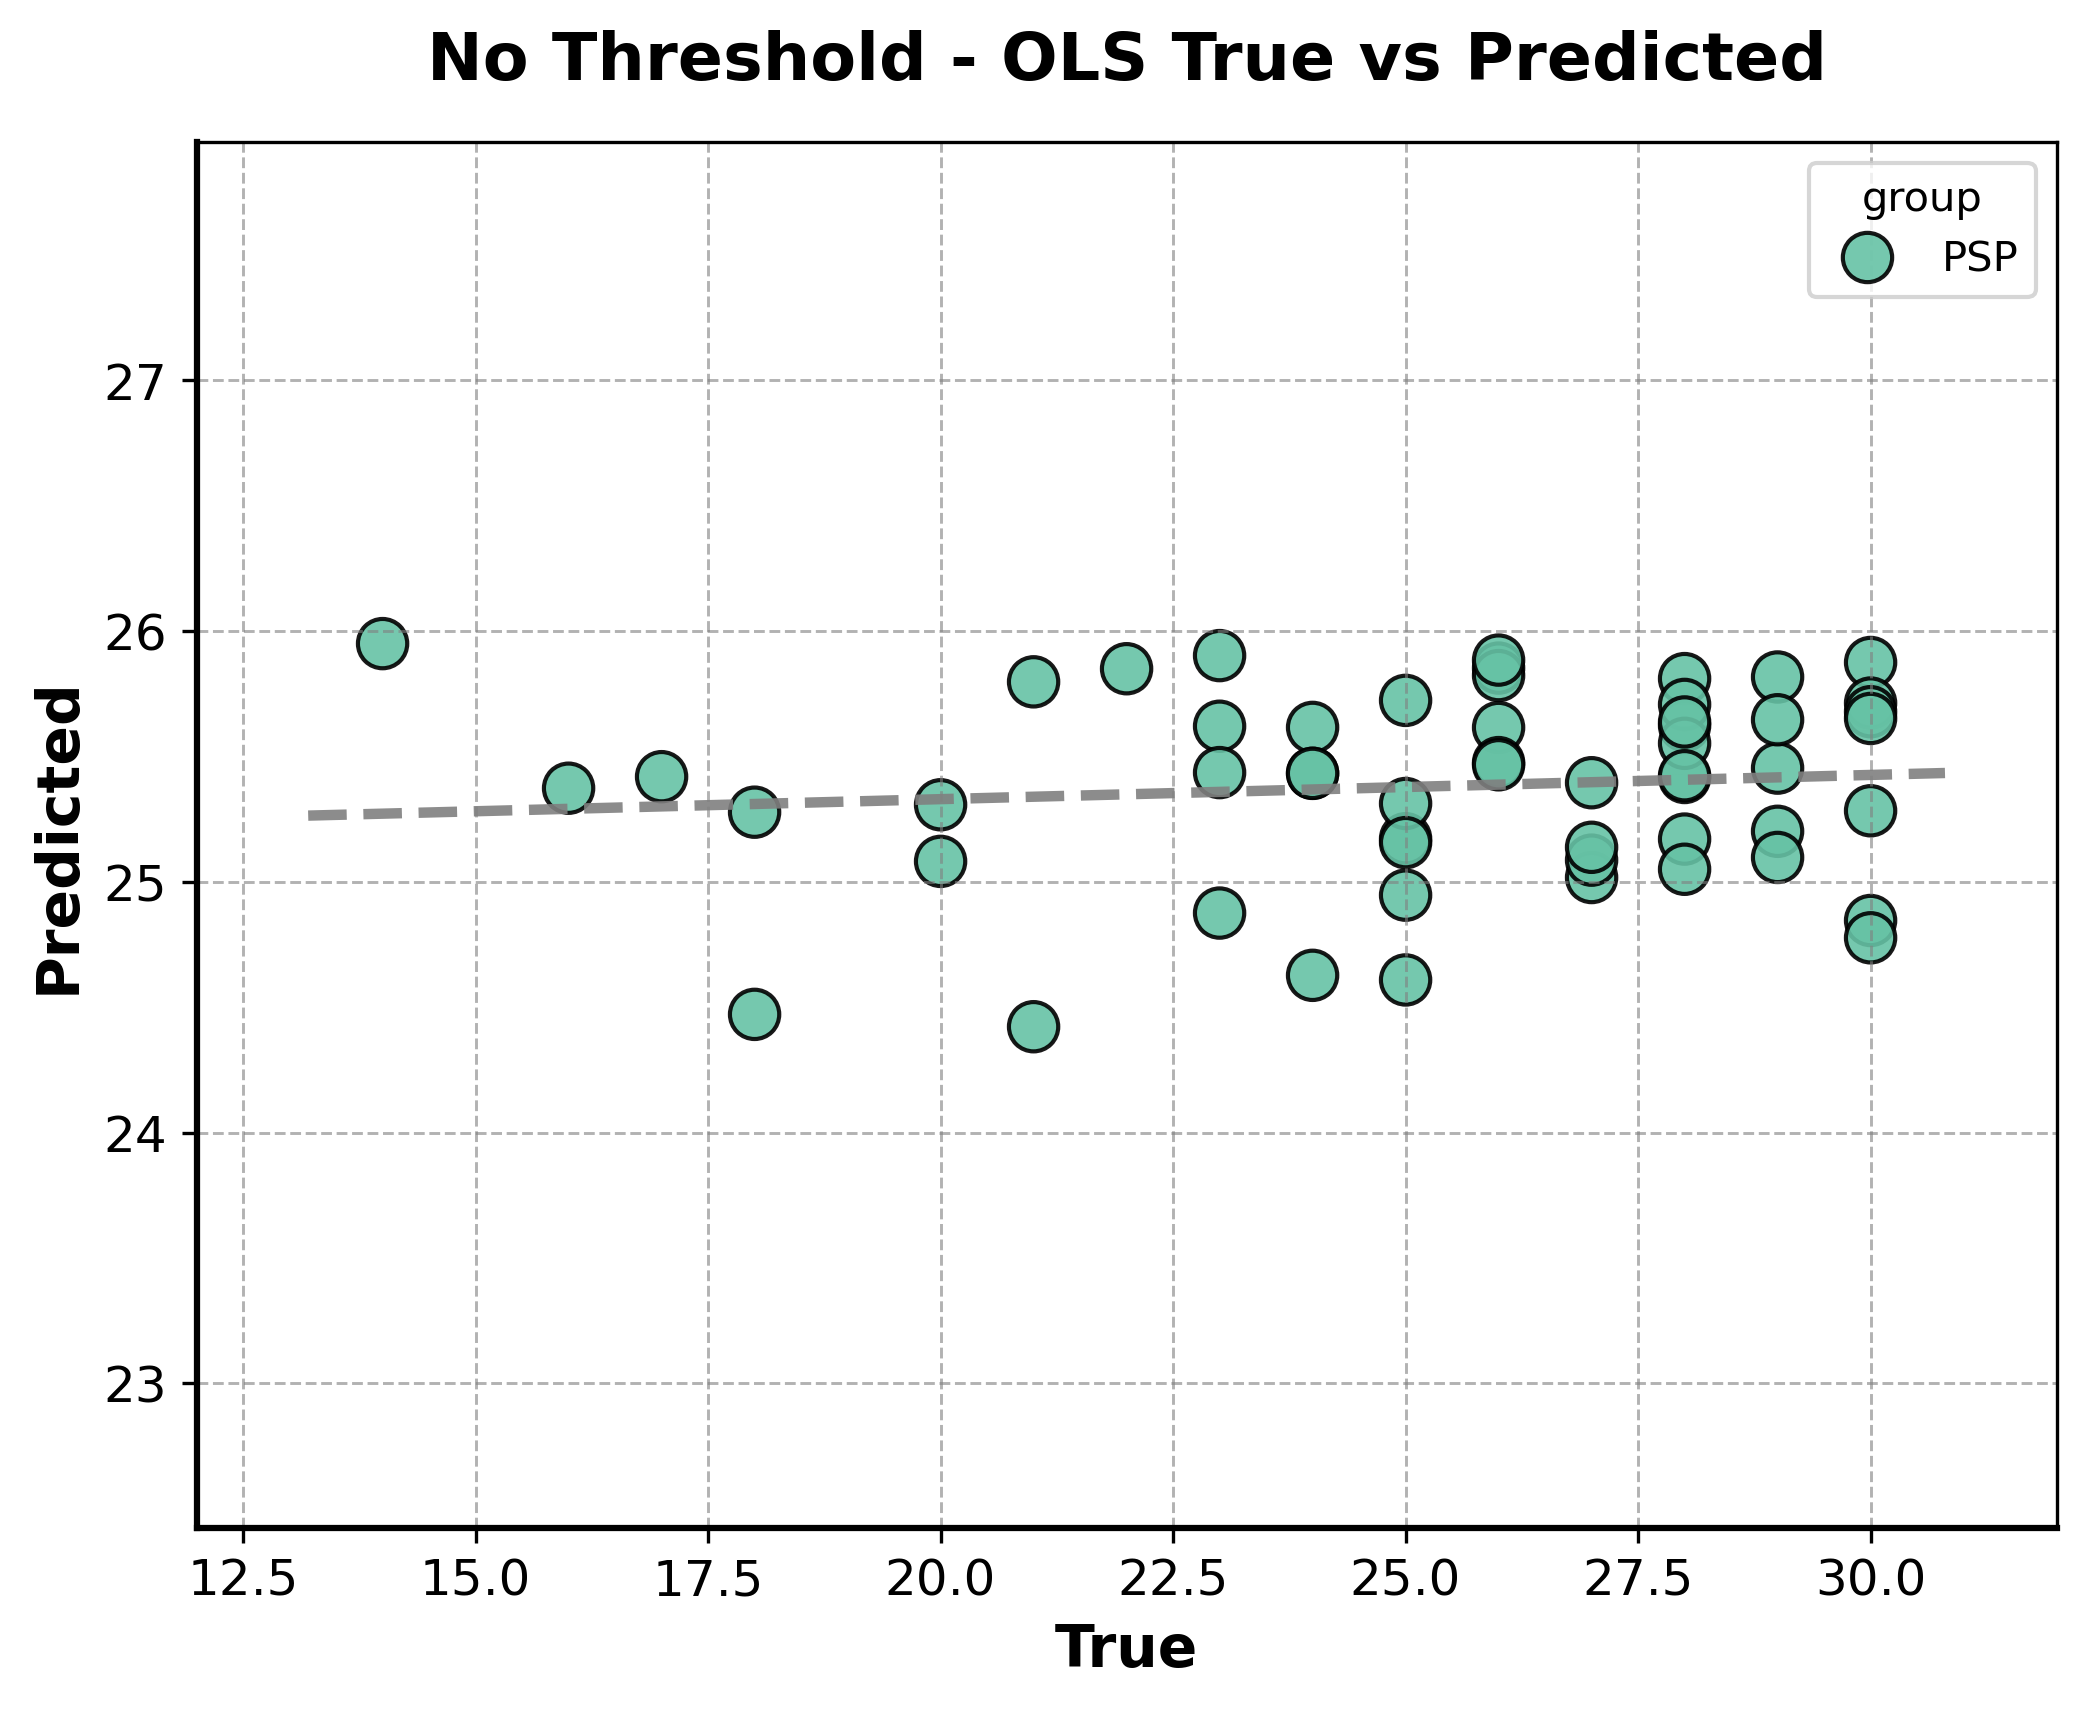 No Threshold - OLS True vs Predicted
group
PSP
Predicted
27
26
25
24
23
12.5 15.0 17.5 20.0 22.5 25.0 27.5 30.0
True